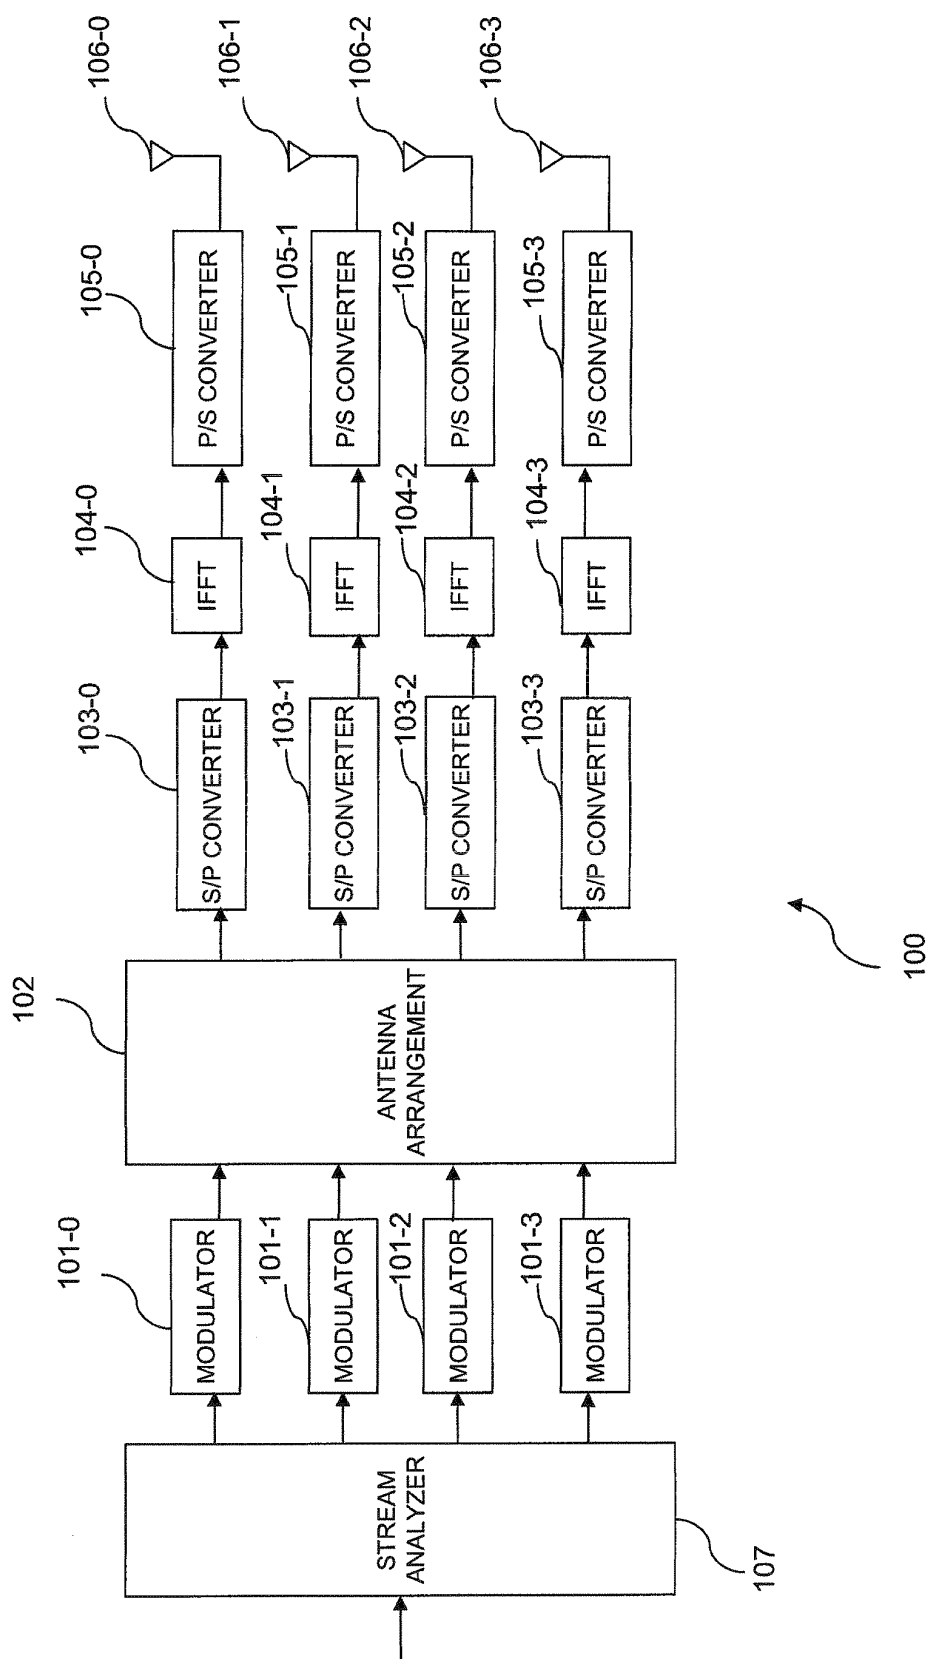 106-0
106-1
106-2
106-3
105-0
105-1
105-2
105-3
P/S CONVERTER
P/S CONVERTER
P/S CONVERTER
P/S CONVERTER
104-0
104-1
104-2
104-3
IFFT
IFFT
IFFT
IFFT
103-0
103-1
103-2
103-3
S/P CONVERTER
S/P CONVERTER
S/P CONVERTER
S/P CONVERTER
102
ANTENNA
ARRANGEMENT
100
101-0
101-1
101-2
101-3
MODULATOR
MODULATOR
MODULATOR
MODULATOR
STREAM
ANALYZER
107